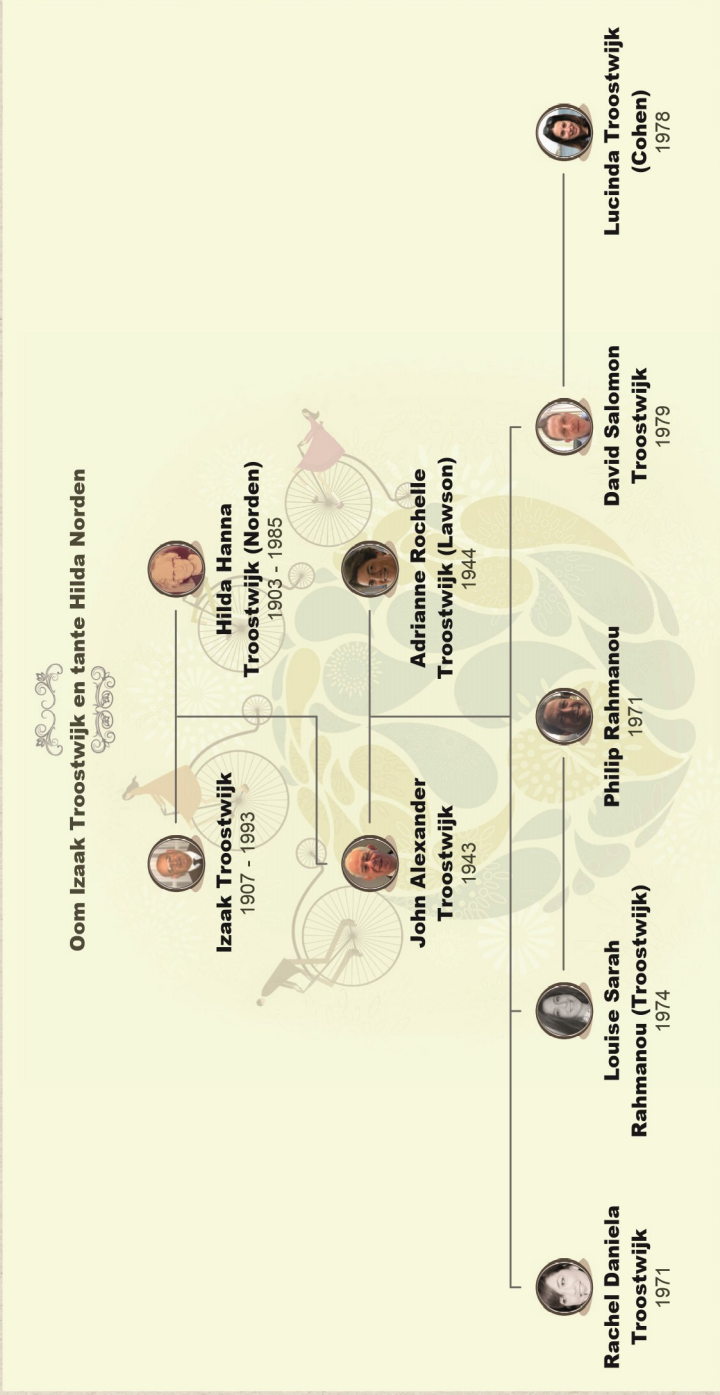 Oom Izaak Troostwijk en tante Hilda Norden
Izaak Troostwijk
1907 - 1993
Hilda Hanna
Troostwijk (Norden)
1903 - 1985
John Alexander
Troostwijk
1943
Adrianne Rochelle
Troostwijk (Lawson)
1944
Rachel Daniela
Troostwijk
1971
Louise Sarah
Rahmanou (Troostwijk)
1974
Philip Rahmanou
1971
David Salomon
Troostwijk
1979
Lucinda Troostwijk
(Cohen)
1978